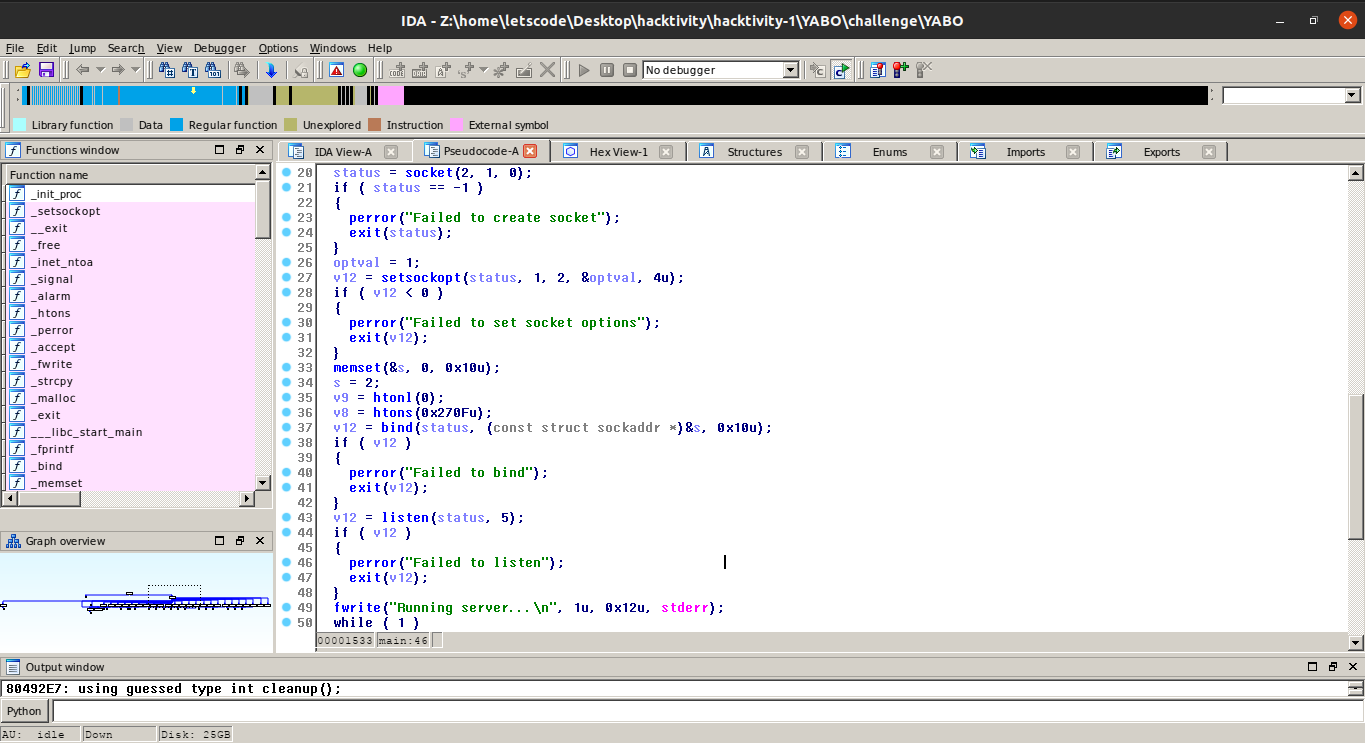 IDA - Z:\home\letscode\Desktop\hacktivity\hacktivity-1\YABO\challenge\YABO
File Edit Jump Search View Debugger Options Windows Help
No debugger
Library function Data Regular function Unexplored Instruction External symbol
Functions window
IDA View-A Pseudocode-A Hex View-1 Structures Enums Imports Exports
Function name
_init_proc
_setsockopt
__exit
_free
_inet_ntoa
_signal
_alarm
_htons
_perror
_accept
_fwrite
_strcpy
_malloc
_exit
___libc_start_main
_fprintf
_bind
_memset
Graph overview
20 status = socket(2, 1, 0);
21 if ( status == -1 )
22 {
23 perror("Failed to create socket");
24 exit(status);
25 }
26 optval = 1;
27 v12 = setsockopt(status, 1, 2, &optval, 4u);
28 if ( v12 < 0 )
29 {
30 perror("Failed to set socket options");
31 exit(v12);
32 }
33 memset(&s, 0, 0x10u);
34 s = 2;
35 v9 = htonl(0);
36 v8 = htons(0x270Fu);
37 v12 = bind(status, (const struct sockaddr *)&s, 0x10u);
38 if ( v12 )
39 {
40 perror("Failed to bind");
41 exit(v12);
42 }
43 v12 = listen(status, 5);
44 if ( v12 )
45 {
46 perror("Failed to listen");
47 exit(v12);
48 }
49 fwrite("Running server...\n", 1u, 0x12u, stderr);
50 while ( 1 )
00001533 main:46
Output window
80492E7: using guessed type int cleanup();
Python
AU: idle Down Disk: 25GB